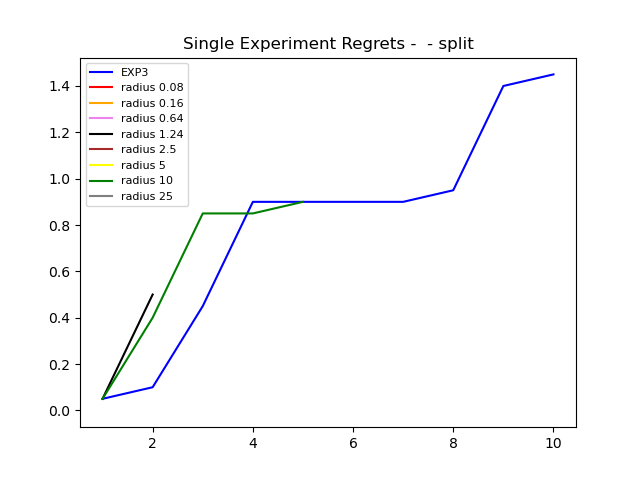 Single Experiment Regrets -  - split
EXP3
radius 0.08
radius 0.16
radius 0.64
radius 1.24
radius 2.5
radius 5
radius 10
radius 25
1.4
1.2
1.0
0.8
0.6
0.4
0.2
0.0
2 4 6 8 10